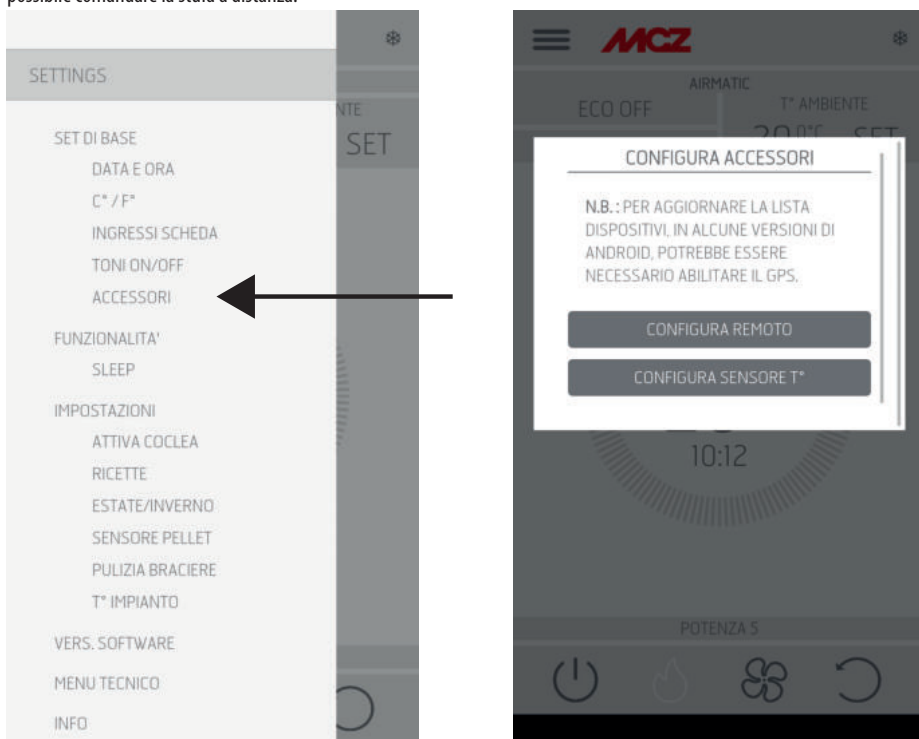 possibile comandare la stufa a distanza.
SETTINGS
SET DI BASE
DATA E ORA
C° / F°
INGRESSI SCHEDA
TONI ON/OFF
ACCESSORI
FUNZIONALITA'
SLEEP
IMPOSTAZIONI
ATTIVA COCLEA
RICETTE
ESTATE/INVERNO
SENSORE PELLET
PULIZIA BRACIERE
T° IMPIANTO
VERS. SOFTWARE
MENU TECNICO
INFO
NTE
SET
MCZ
AIRMATIC
ECO OFF
T° AMBIENTE
SET
CONFIGURA ACCESSORI
N.B. : PER AGGIORNARE LA LISTA
DISPOSITIVI, IN ALCUNE VERSIONI DI
ANDROID, POTREBBE ESSERE
NECESSARIO ABILITARE IL GPS.
CONFIGURA REMOTO
CONFIGURA SENSORE T°
10:12
POTENZA 5